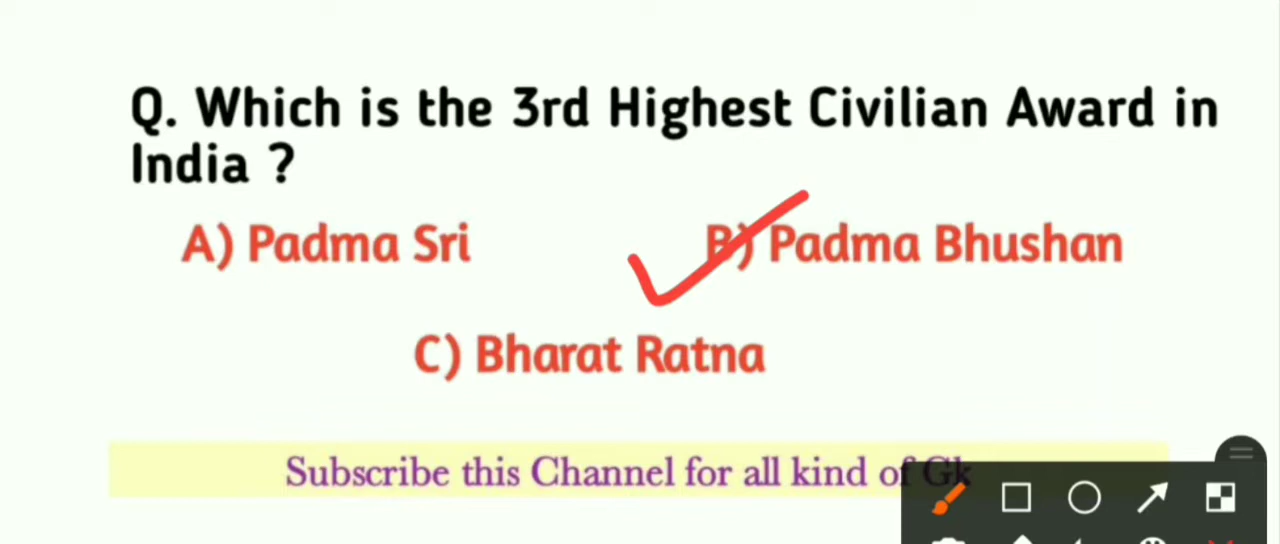 Q. Which is the 3rd Highest Civilian Award in
India ?
A) Padma Sri
B) Padma Bhushan
C) Bharat Ratna
Subscribe this Channel for all kind of Gk